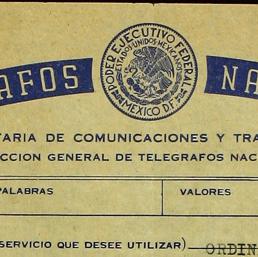 PODER EJECUTIVO FEDERAL
ESTADOS UNIDOS MEXICANOS
MEXICO D.F.
AFOS NA
TARIA DE COMUNICACIONES Y TRA
CCION GENERAL DE TELEGRAFOS NAC
PALABRAS VALORES
SERVICIO QUE DESEE UTILIZAR) ORDIN